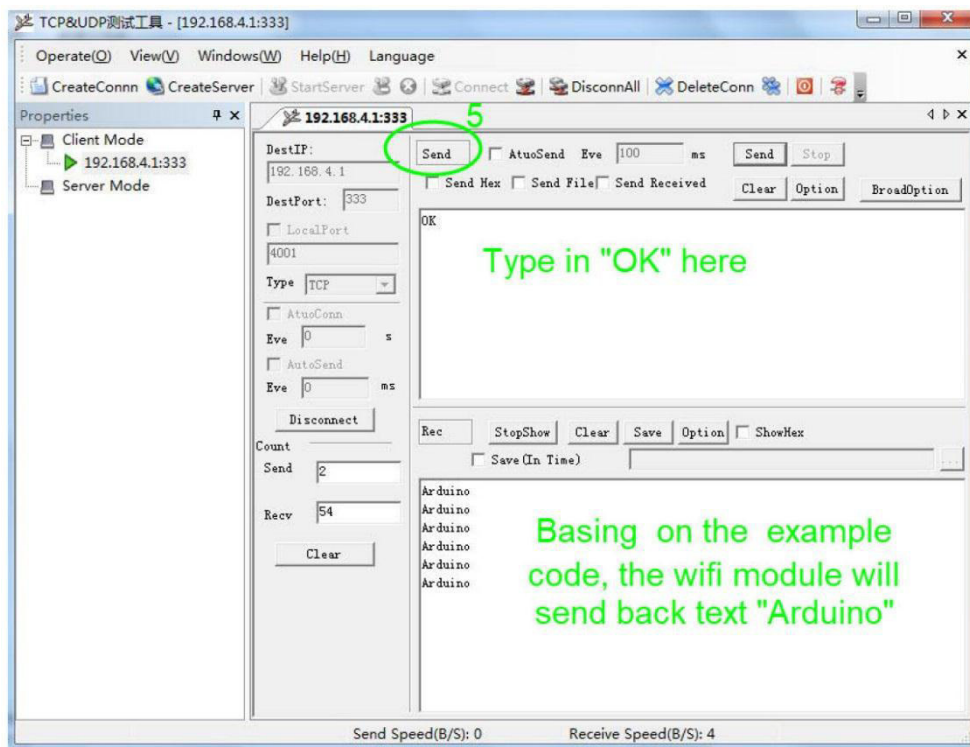 TCP&UDP测试工具 - [192.168.4.1:333]
Operate(O) View(V) Windows(W) Help(H) Language
CreateConnn CreateServer StartServer Connect DisconnAll DeleteConn
Properties
192.168.4.1:333
5
Client Mode
192.168.4.1:333
Server Mode
DestIP:
192.168.4.1
DestPort: 333
LocalPort
4001
Type TCP
AtuoConn
Eve 0 s
AutoSend
Eve 0 ms
Disconnect
Count
Send 2
Recv 54
Clear
Send AtuoSend Eve 100 ms Send Stop
Send Hex Send File Send Received Clear Option BroadOption
OK
Type in "OK" here
Rec StopShow Clear Save Option ShowHex
Save(In Time) ...
Arduino
Arduino
Arduino
Arduino
Arduino
Arduino
Basing on the example
code, the wifi module will
send back text "Arduino"
Send Speed(B/S): 0 Receive Speed(B/S): 4